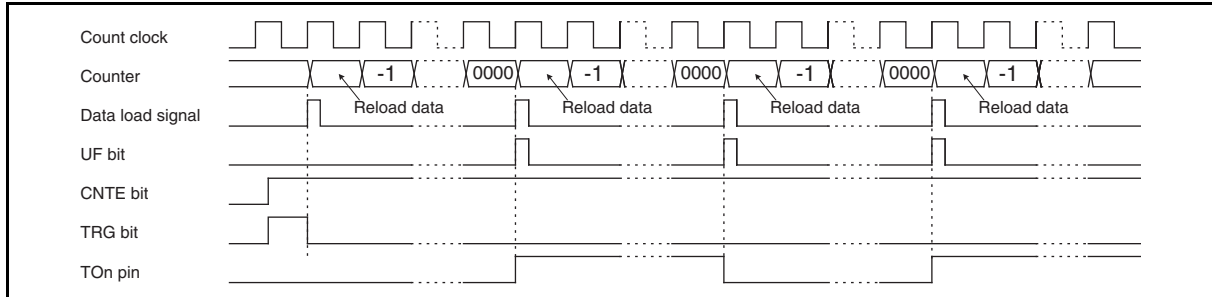 Count clock
Counter -1 0000 -1 0000 -1 0000 -1
Reload data Reload data Reload data Reload data
Data load signal
UF bit
CNTE bit
TRG bit
TOn pin